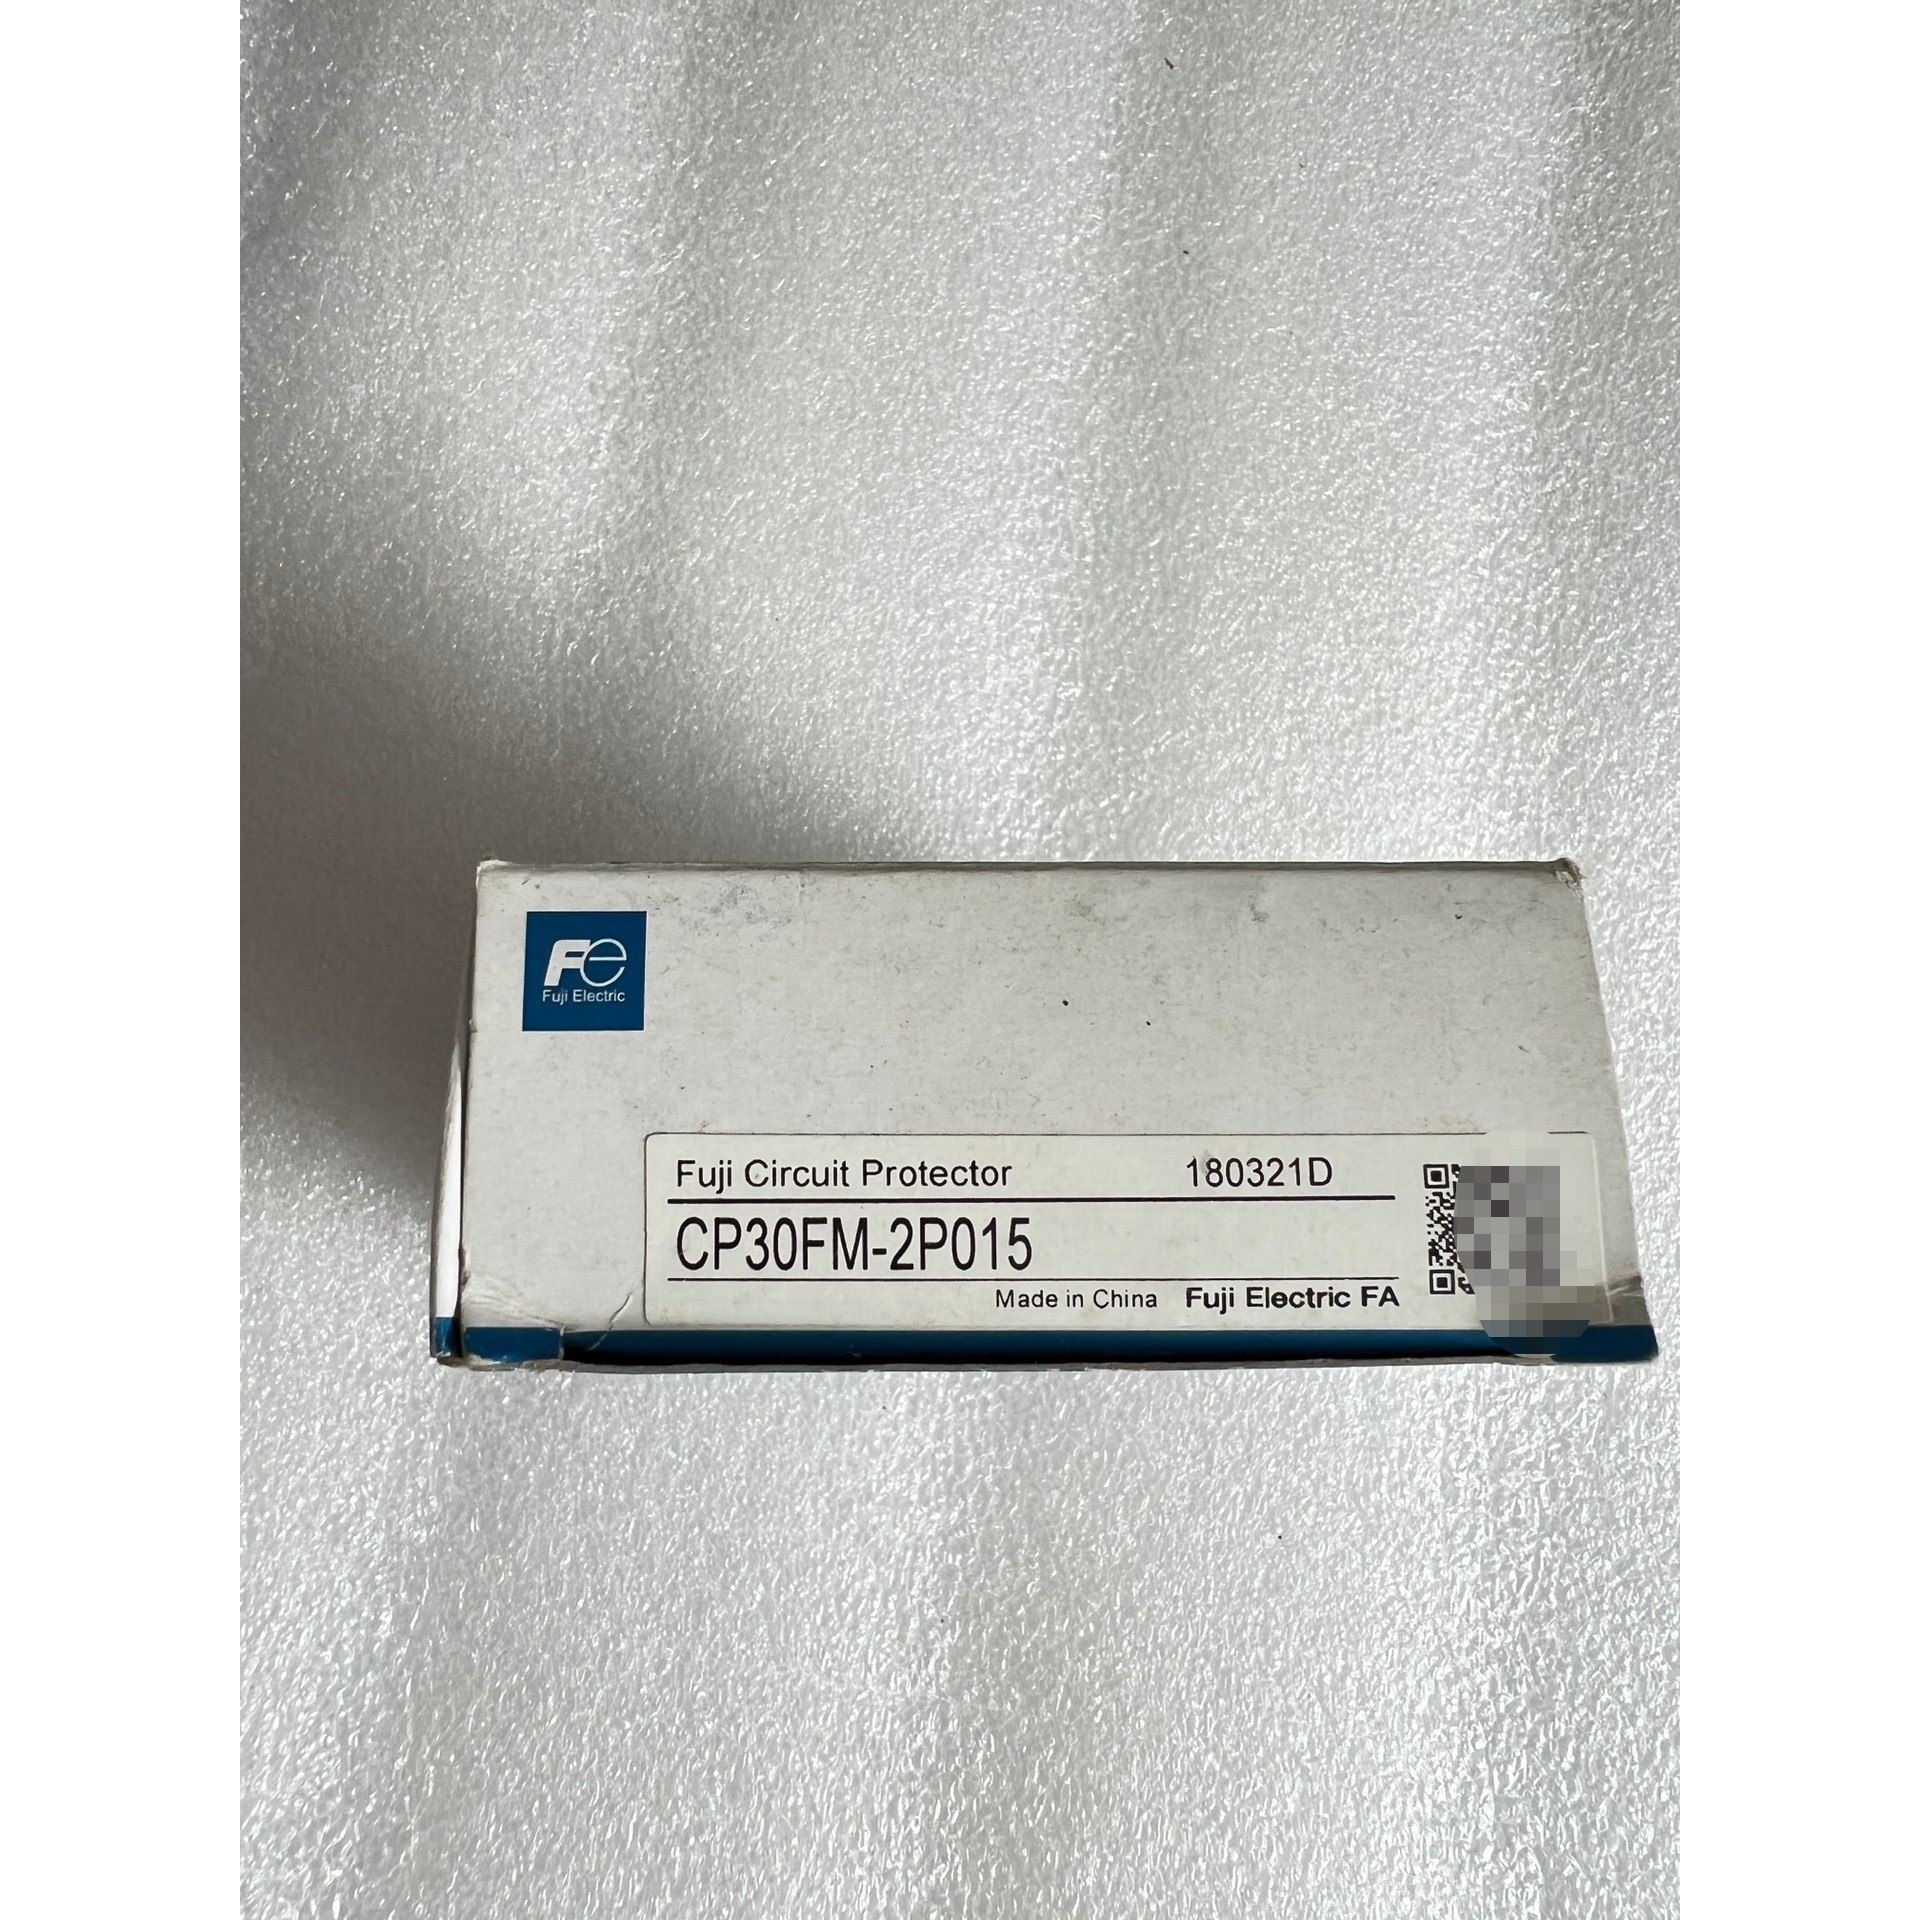 Fe
Fuji Electric
Fuji Circuit Protector 180321D
CP30FM-2P015
Made in China Fuji Electric FA